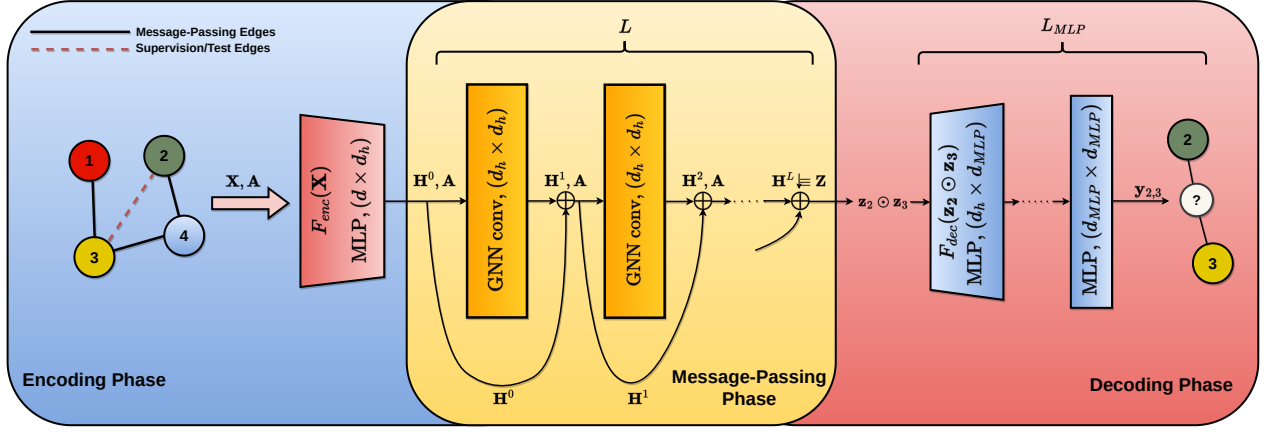 Message-Passing Edges
Supervision/Test Edges
1
2
3
4
X, A
F_enc(X)
MLP, (d × d_h)
Encoding Phase
L
H^0, A
GNN conv, (d_h × d_h)
H^1, A
GNN conv, (d_h × d_h)
H^2, A
H^L ≡ Z
H^0
H^1
Message-Passing
Phase
L_MLP
z_2 ⊙ z_3
F_dec(z_2 ⊙ z_3)
MLP, (d_h × d_MLP)
MLP, (d_MLP × d_MLP)
y_2,3
2
?
3
Decoding Phase